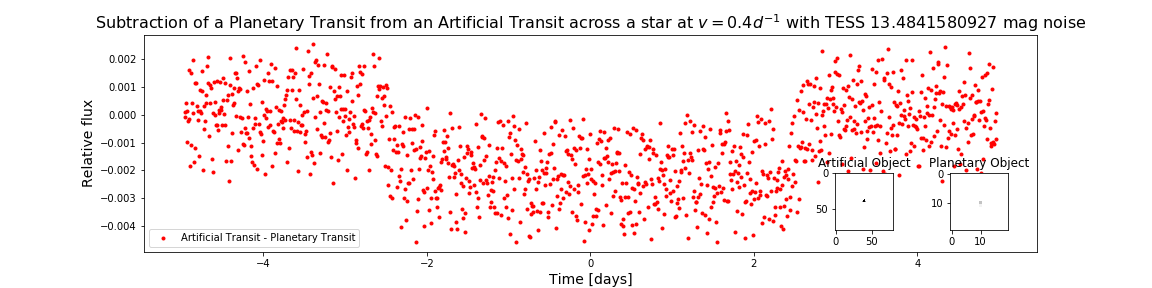 Subtraction of a Planetary Transit from an Artificial Transit across a star at v = 0.4d⁻¹ with TESS 13.4841580927 mag noise
Relative flux
0.002
0.001
0.000
−0.001
−0.002
−0.003
−0.004
Artificial Transit - Planetary Transit
Artificial Object
0
50
0 50
Planetary Object
0
10
0 10
−4 −2 0 2 4
Time [days]